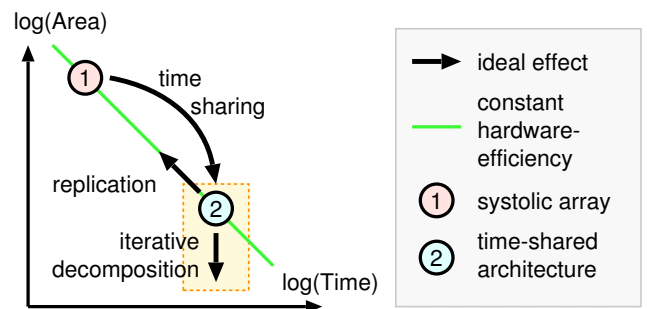 log(Area)
1
time
sharing
replication
2
iterative
decomposition
log(Time)
ideal effect
constant
hardware-
efficiency
1 systolic array
2 time-shared
architecture